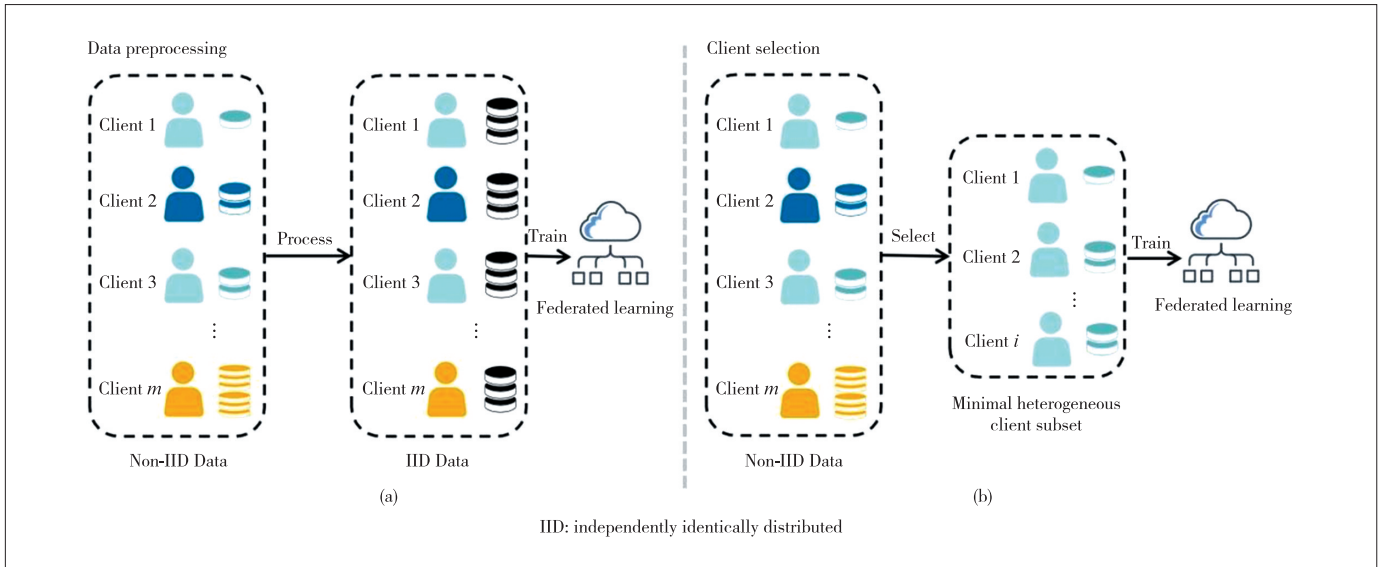 Data preprocessing
Client 1
Client 2
Client 3
⋮
Client m
Non-IID Data
Process
Client 1
Client 2
Client 3
⋮
Client m
IID Data
Train
Federated learning
(a)
Client selection
Client 1
Client 2
Client 3
⋮
Client m
Non-IID Data
Select
Client 1
Client 2
⋮
Client i
Minimal heterogeneous
client subset
Train
Federated learning
(b)
IID: independently identically distributed